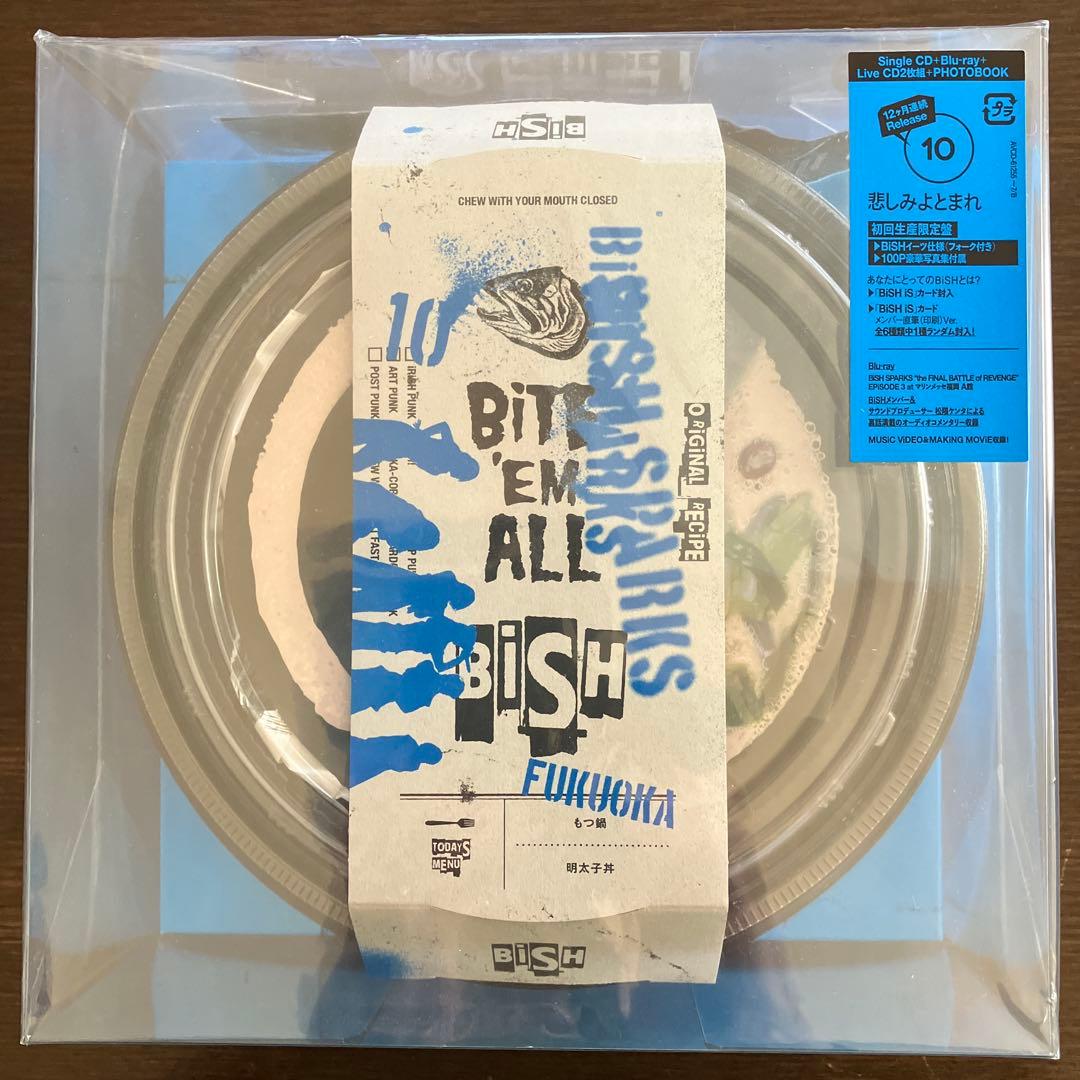 Single CD+Blu-ray+
Live CD2枚組+PHOTOBOOK
12ヶ月連続
Release
10
プラ
悲しみよとまれ
初回生産限定盤
▶BiSHイーツ仕様(フォーク付き)
▶100P豪華写真集付属
あなたにとってのBiSHとは?
▶「BiSH iS」カード封入
▶「BiSH iS」カード
メンバー直筆(印刷)Ver.
全6種類中1種ランダム封入!
Blu-ray
BiSH SPARKS "the FiNAL BATTLE of REVENGE"
EPiSODE 3 at マリンメッセ福岡 A館
BiSHメンバー&
サウンドプロデューサー 松隈ケンタによる
裏話満載のオーディオコメンタリー収録
MUSiC ViDEO&MAKiNG MOViE収録!
BiSH
CHEW WiTH YOUR MOUTH CLOSED
10
iRiSH PUNK
ART PUNK
POST PUNK
BiTE
'EM
ALL
BiSH SPARKS
ORiGiNAL RECiPE
BiSH
FUKUOKA
もつ鍋
TODAYS
MENU
明太子丼
BiSH